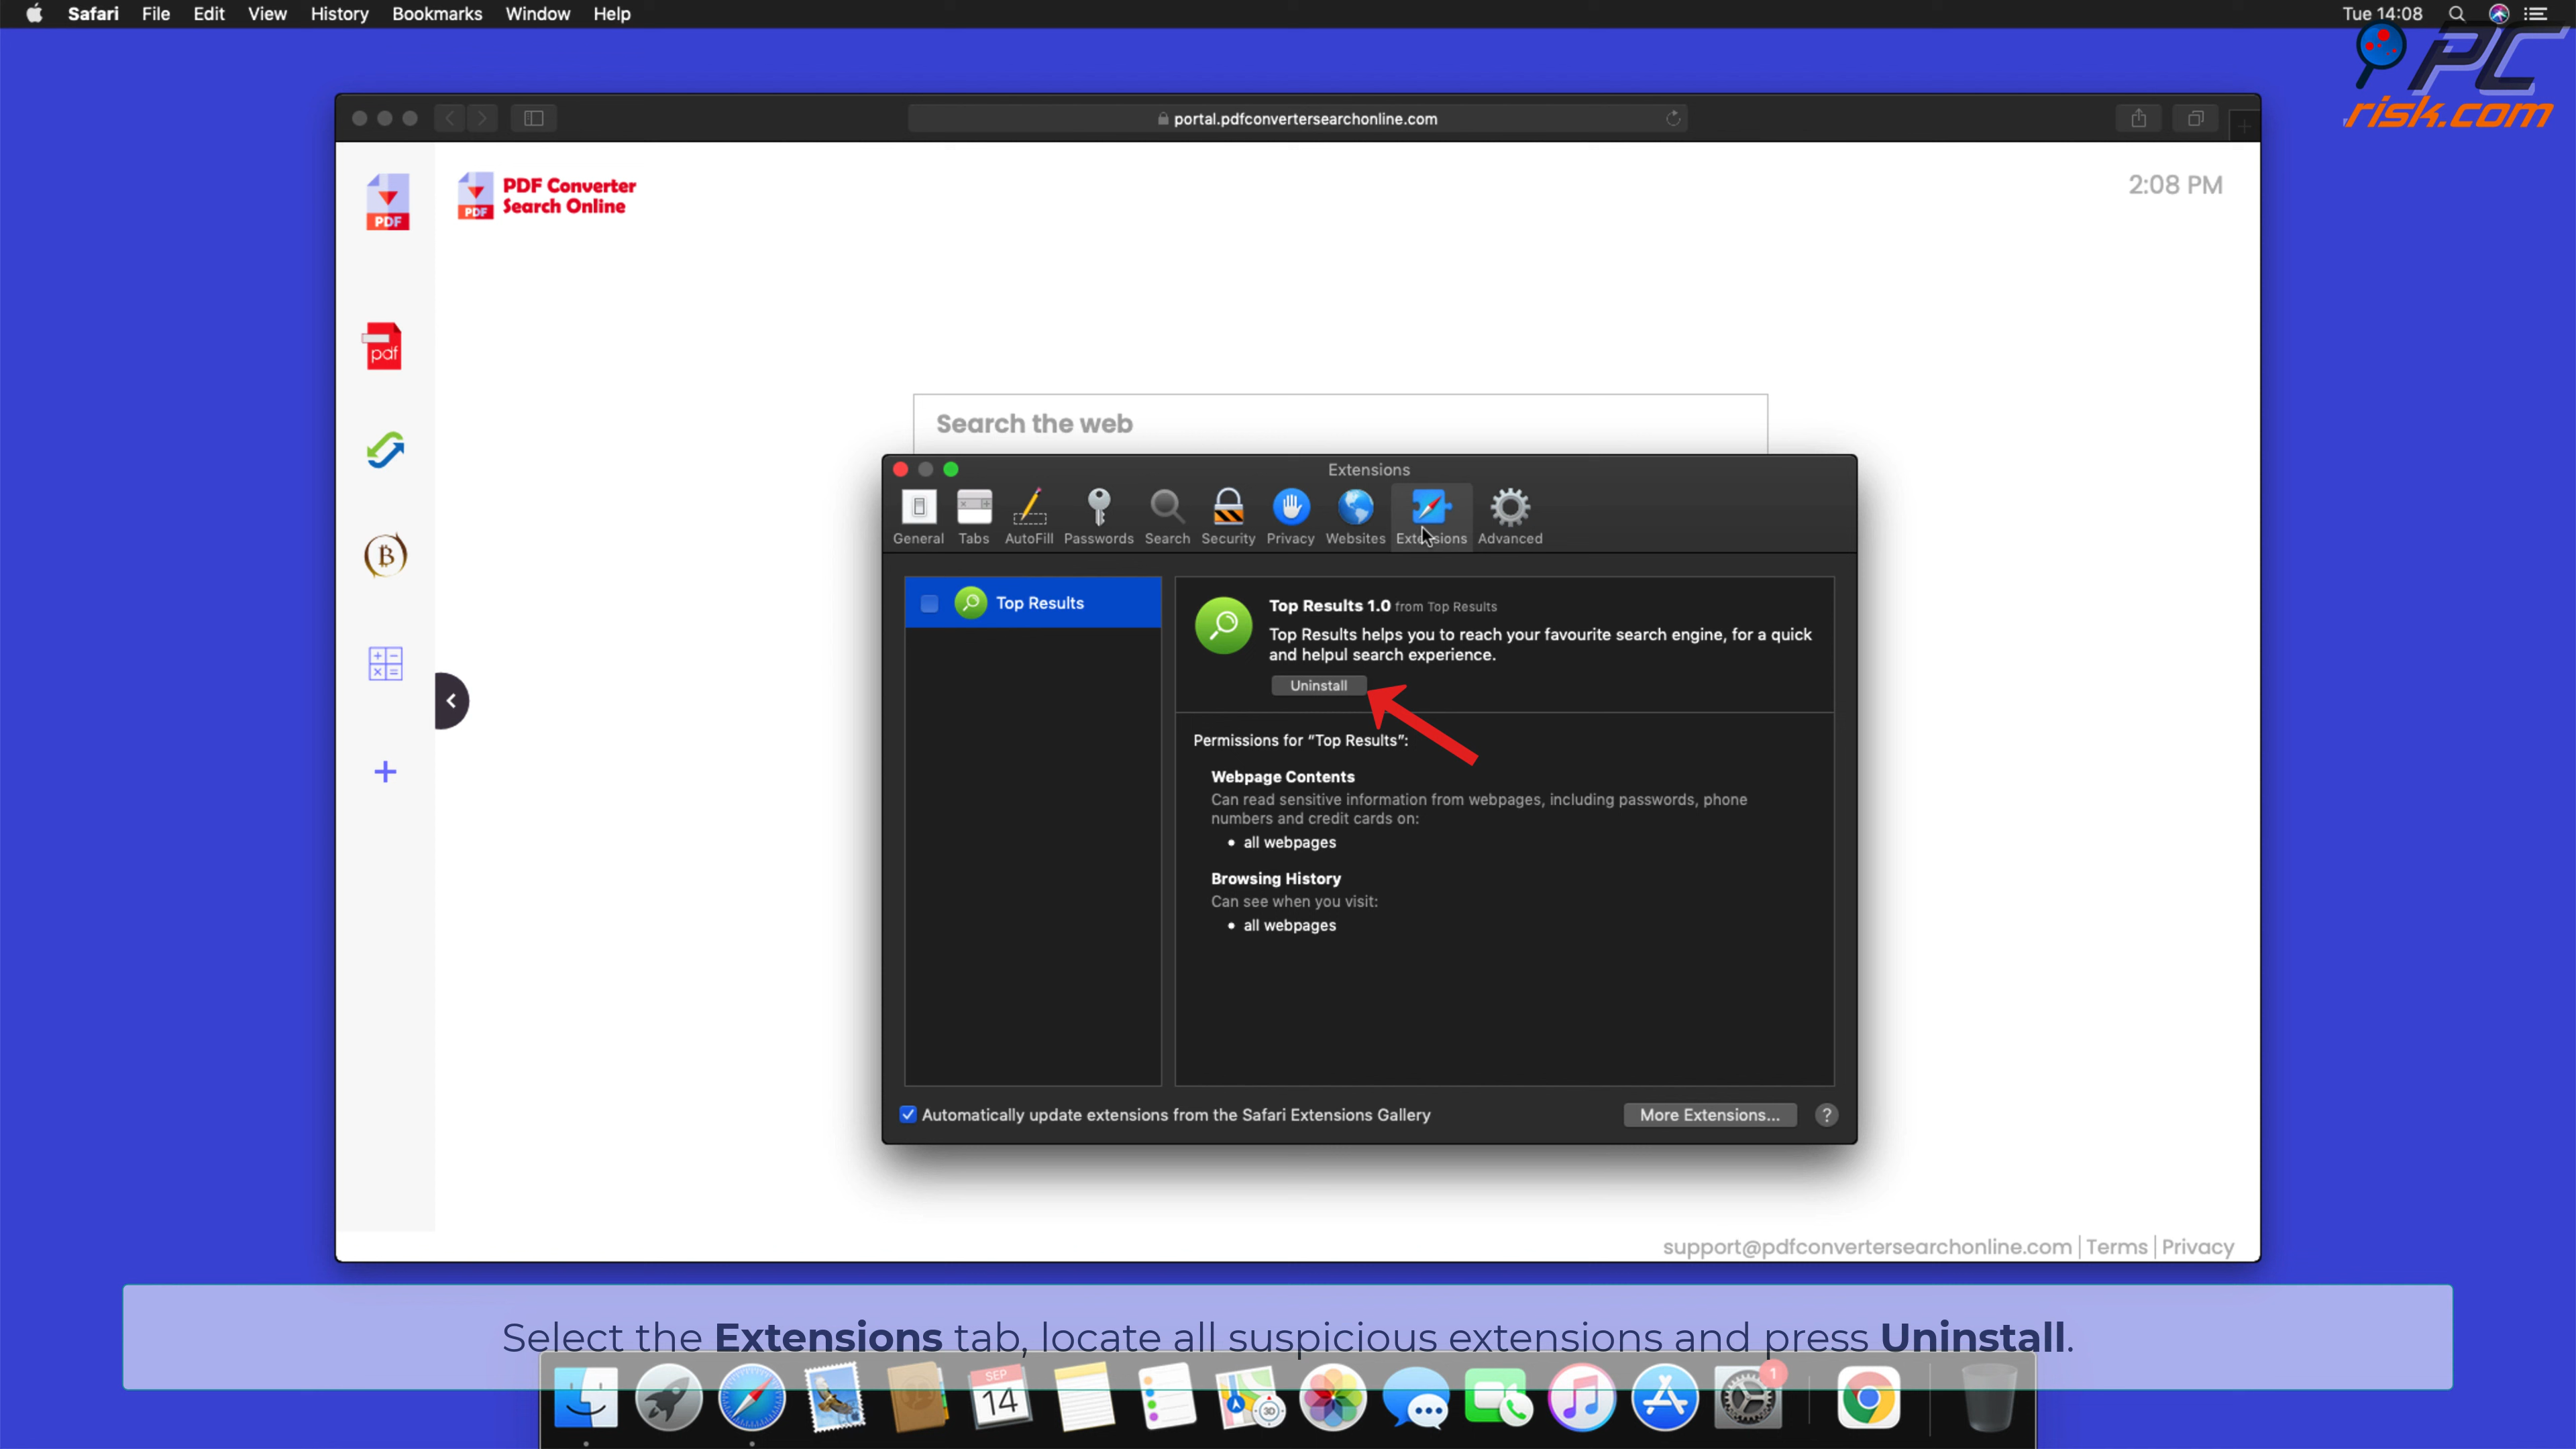 Safari File Edit View History Bookmarks Window Help
Tue 14:08
PC
risk.com
portal.pdfconvertersearchonline.com
PDF
PDF
PDF Converter
Search Online
2:08 PM
pdf
Search the web
Extensions
General Tabs AutoFill Passwords Search Security Privacy Websites Extensions Advanced
Top Results
Top Results 1.0 from Top Results
Top Results helps you to reach your favourite search engine, for a quick
and helpul search experience.
Uninstall
Permissions for “Top Results”:
Webpage Contents
Can read sensitive information from webpages, including passwords, phone
numbers and credit cards on:
• all webpages
Browsing History
Can see when you visit:
• all webpages
Automatically update extensions from the Safari Extensions Gallery
More Extensions...
?
support@pdfconvertersearchonline.com | Terms | Privacy
Select the Extensions tab, locate all suspicious extensions and press Uninstall.
SEP
14
30
1